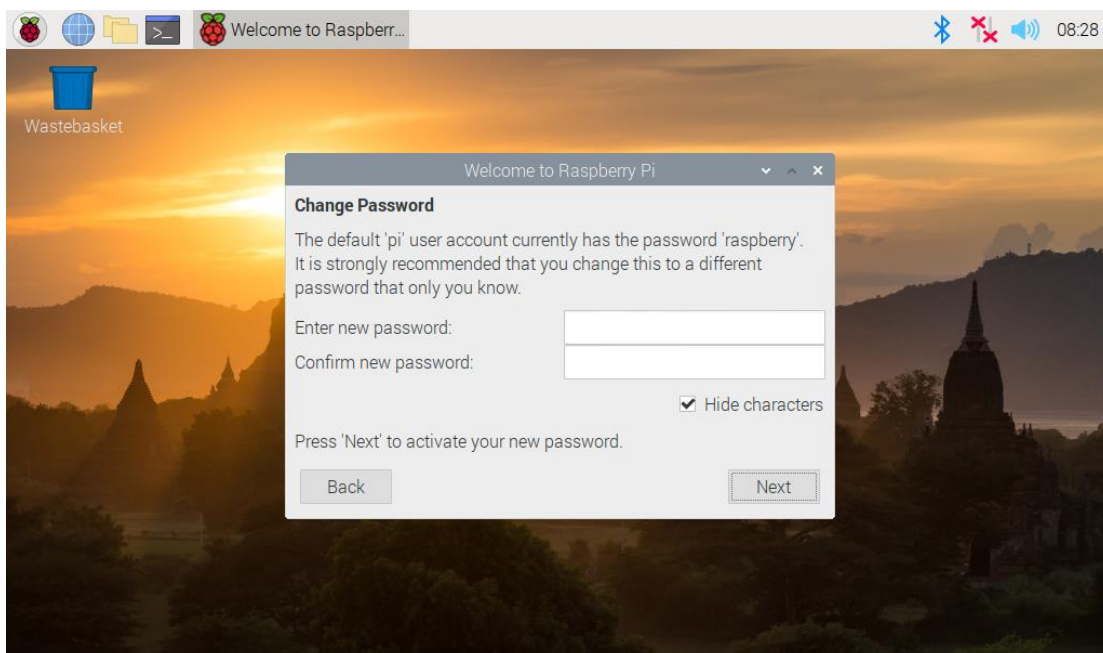 Welcome to Raspberr...
08:28
Wastebasket
Welcome to Raspberry Pi
Change Password
The default 'pi' user account currently has the password 'raspberry'.
It is strongly recommended that you change this to a different
password that only you know.
Enter new password:
Confirm new password:
Hide characters
Press 'Next' to activate your new password.
Back
Next